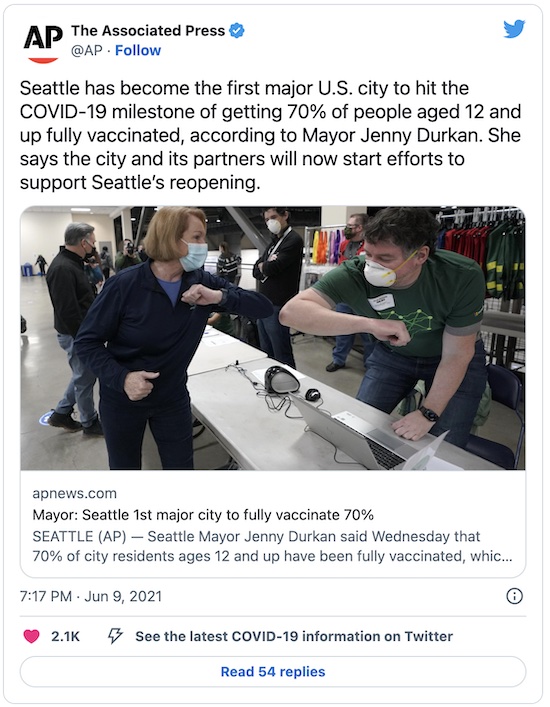 AP
The Associated Press
@AP · Follow
Seattle has become the first major U.S. city to hit the
COVID-19 milestone of getting 70% of people aged 12 and
up fully vaccinated, according to Mayor Jenny Durkan. She
says the city and its partners will now start efforts to
support Seattle’s reopening.
apnews.com
Mayor: Seattle 1st major city to fully vaccinate 70%
SEATTLE (AP) — Seattle Mayor Jenny Durkan said Wednesday that
70% of city residents ages 12 and up have been fully vaccinated, whic...
7:17 PM · Jun 9, 2021
2.1K See the latest COVID-19 information on Twitter
Read 54 replies